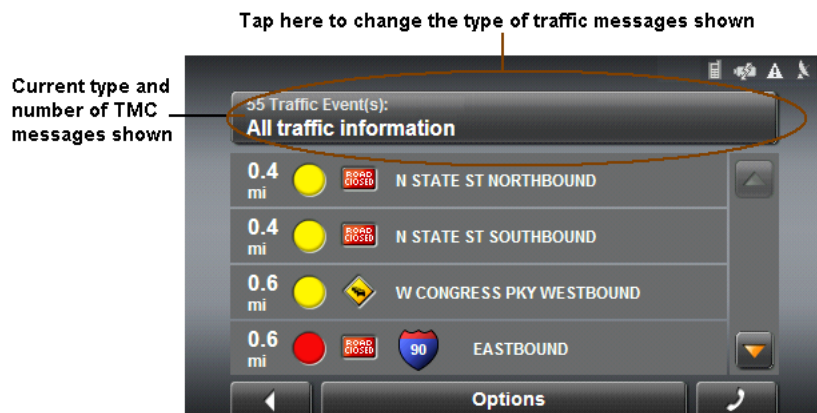 Tap here to change the type of traffic messages shown
Current type and
number of TMC
messages shown
55 Traffic Event(s):
All traffic information
0.4
mi
ROAD
CLOSED
N STATE ST NORTHBOUND
0.4
mi
ROAD
CLOSED
N STATE ST SOUTHBOUND
0.6
mi
W CONGRESS PKY WESTBOUND
0.6
mi
ROAD
CLOSED
90
EASTBOUND
Options